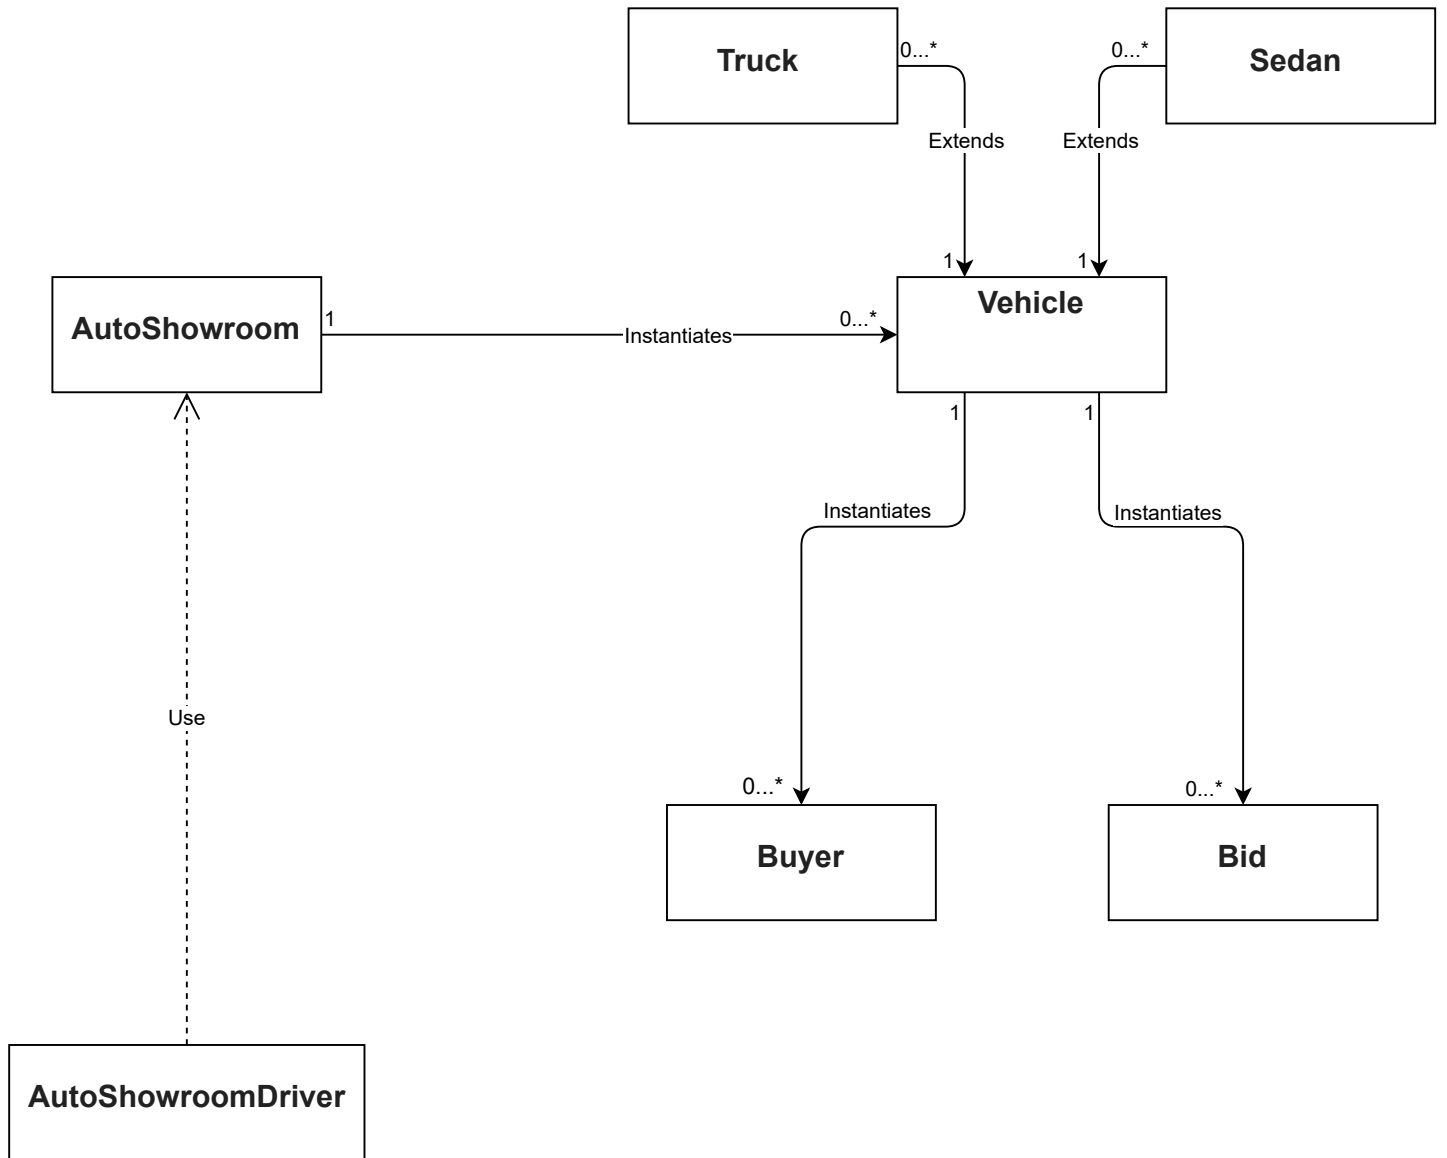 Truck
0...*
0...*
Sedan
Extends
Extends
1
1
AutoShowroom
1
Instantiates
0...*
Vehicle
1
1
Instantiates
Instantiates
Use
0...*
0...*
Buyer
Bid
AutoShowroomDriver